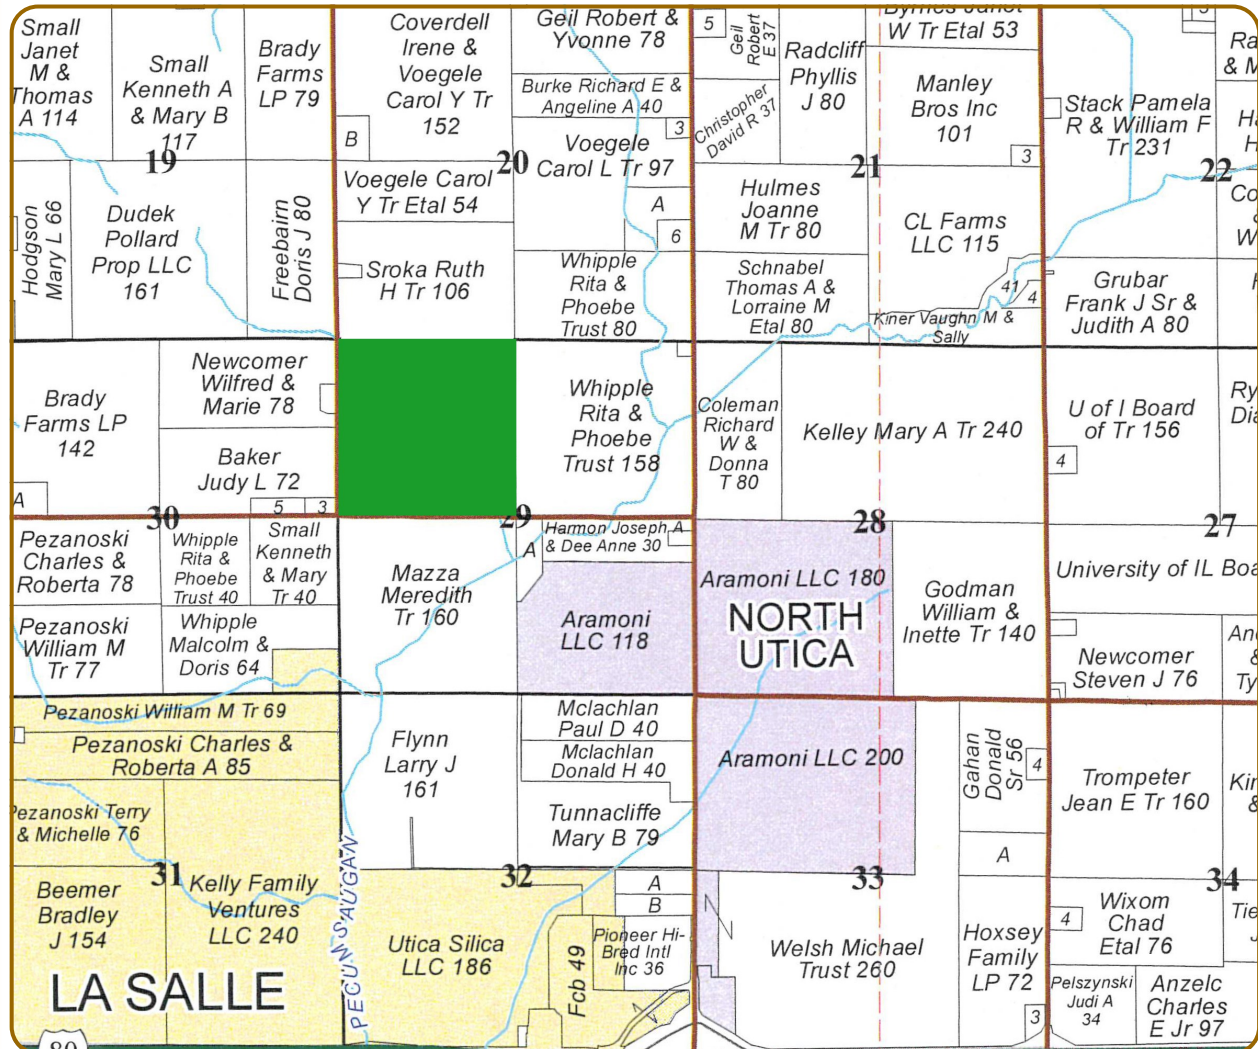 Small
Janet
M &
Thomas
A 114
Small
Kenneth A
& Mary B
117
Brady
Farms
LP 79
19
Hodgson
Mary L 66
Dudek
Pollard
Prop LLC
161
Freebairn
Doris J 80
Coverdell
Irene &
Voegele
Carol Y Tr
152
B
Geil Robert &
Yvonne 78
Burke Richard E &
Angeline A 40
3
Voegele
Carol L Tr 97
20
Voegele Carol
Y Tr Etal 54
A
6
Sroka Ruth
H Tr 106
Whipple
Rita &
Phoebe
Trust 80
5
Geil
Robert
E 37
Christopher
David R 37
Radcliff
Phyllis
J 80
Byrnes Janet
W Tr Etal 53
Manley
Bros Inc
101
3
21
Hulmes
Joanne
M Tr 80
CL Farms
LLC 115
Schnabel
Thomas A &
Lorraine M
Etal 80
41
4
Kiner Vaughn M &
Sally
Stack Pamela
R & William F
Tr 231
3
22
Grubar
Frank J Sr &
Judith A 80
Brady
Farms LP
142
A
Newcomer
Wilfred &
Marie 78
Baker
Judy L 72
5
3
30
Whipple
Rita &
Phoebe
Trust 158
29
Coleman
Richard
W &
Donna
T 80
Kelley Mary A Tr 240
28
U of I Board
of Tr 156
4
27
Pezanoski
Charles &
Roberta 78
Whipple
Rita &
Phoebe
Trust 40
Small
Kenneth
& Mary
Tr 40
Pezanoski
William M
Tr 77
Whipple
Malcolm &
Doris 64
Mazza
Meredith
Tr 160
A
Harmon Joseph A
& Dee Anne 30
Aramoni
LLC 118
Aramoni LLC 180
NORTH
UTICA
Godman
William &
Inette Tr 140
University of IL Boa
Newcomer
Steven J 76
Pezanoski William M Tr 69
Pezanoski Charles &
Roberta A 85
Pezanoski Terry
& Michelle 76
31
Beemer
Bradley
J 154
Kelly Family
Ventures
LLC 240
LA SALLE
80
PECUMSAUGAN
Flynn
Larry J
161
Mclachlan
Paul D 40
Mclachlan
Donald H 40
Tunnacliffe
Mary B 79
32
A
B
Utica Silica
LLC 186
Fcb 49
Pioneer Hi-
Bred Intl
Inc 36
Aramoni LLC 200
Gahan
Donald
Sr 56
4
A
33
Welsh Michael
Trust 260
Hoxsey
Family
LP 72
3
Trompeter
Jean E Tr 160
34
4
Wixom
Chad
Etal 76
Pelszynski
Judi A
34
Anzelc
Charles
E Jr 97